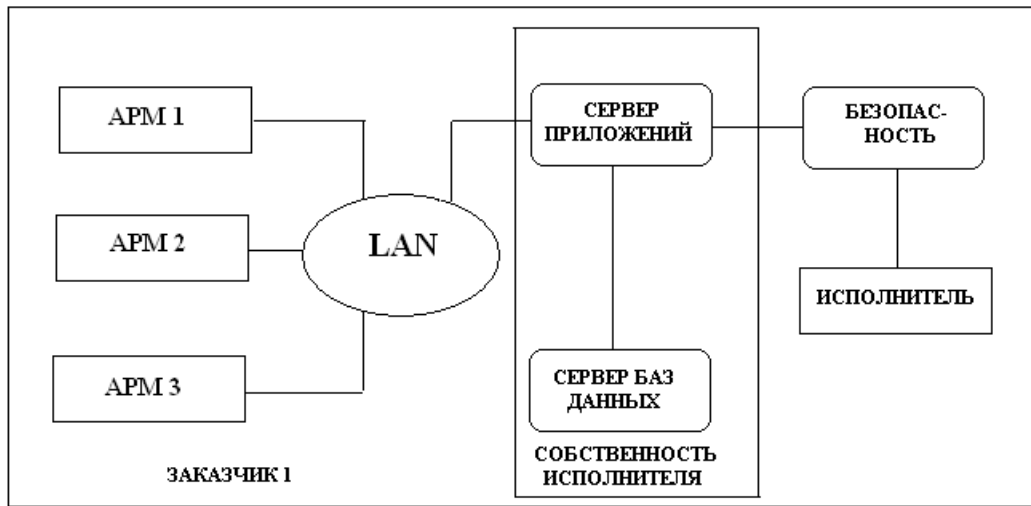 АРМ 1
АРМ 2
АРМ 3
LAN
СЕРВЕР
ПРИЛОЖЕНИЙ
БЕЗОПАС-
НОСТЬ
ИСПОЛНИТЕЛЬ
СЕРВЕР БАЗ
ДАННЫХ
СОБСТВЕННОСТЬ
ИСПОЛНИТЕЛЯ
ЗАКАЗЧИК 1